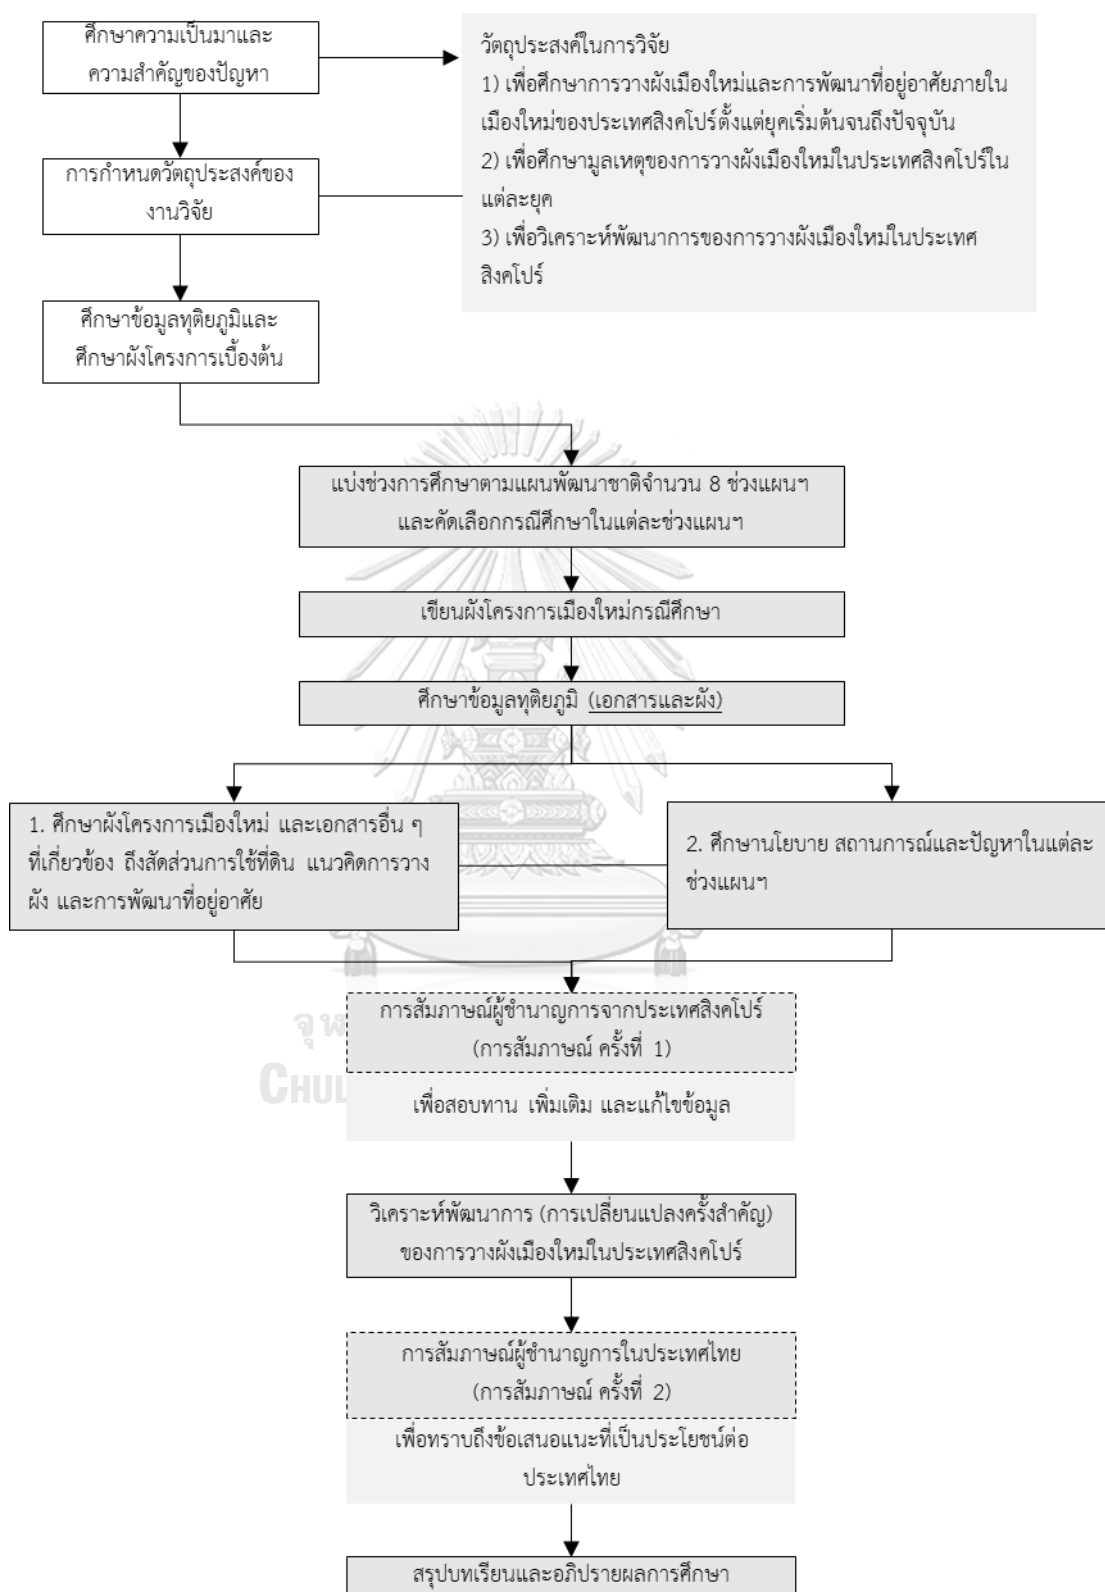 ศึกษาความเป็นมาและ
ความสำคัญของปัญหา
วัตถุประสงค์ในการวิจัย
1) เพื่อศึกษาการวางผังเมืองใหม่และการพัฒนาที่อยู่อาศัยภายใน
เมืองใหม่ของประเทศสิงคโปร์ตั้งแต่ยุคเริ่มต้นจนถึงปัจจุบัน
2) เพื่อศึกษามูลเหตุของการวางผังเมืองใหม่ในประเทศสิงคโปร์ใน
แต่ละยุค
3) เพื่อวิเคราะห์พัฒนาการของการวางผังเมืองใหม่ในประเทศ
สิงคโปร์
การกำหนดวัตถุประสงค์ของ
งานวิจัย
ศึกษาข้อมูลทุติยภูมิและ
ศึกษาผังโครงการเบื้องต้น
แบ่งช่วงการศึกษาตามแผนพัฒนาชาติจำนวน 8 ช่วงแผนฯ
และคัดเลือกกรณีศึกษาในแต่ละช่วงแผนฯ
เขียนผังโครงการเมืองใหม่กรณีศึกษา
ศึกษาข้อมูลทุติยภูมิ (เอกสารและผัง)
1. ศึกษาผังโครงการเมืองใหม่ และเอกสารอื่น ๆ
ที่เกี่ยวข้อง ถึงสัดส่วนการใช้ที่ดิน แนวคิดการวาง
ผัง และการพัฒนาที่อยู่อาศัย
2. ศึกษานโยบาย สถานการณ์และปัญหาในแต่ละ
ช่วงแผนฯ
การสัมภาษณ์ผู้ชำนาญการจากประเทศสิงคโปร์
(การสัมภาษณ์ ครั้งที่ 1)
จุฬ
CHUL
เพื่อสอบทาน เพิ่มเติม และแก้ไขข้อมูล
วิเคราะห์พัฒนาการ (การเปลี่ยนแปลงครั้งสำคัญ)
ของการวางผังเมืองใหม่ในประเทศสิงคโปร์
การสัมภาษณ์ผู้ชำนาญการในประเทศไทย
(การสัมภาษณ์ ครั้งที่ 2)
เพื่อทราบถึงข้อเสนอแนะที่เป็นประโยชน์ต่อ
ประเทศไทย
สรุปบทเรียนและอภิปรายผลการศึกษา